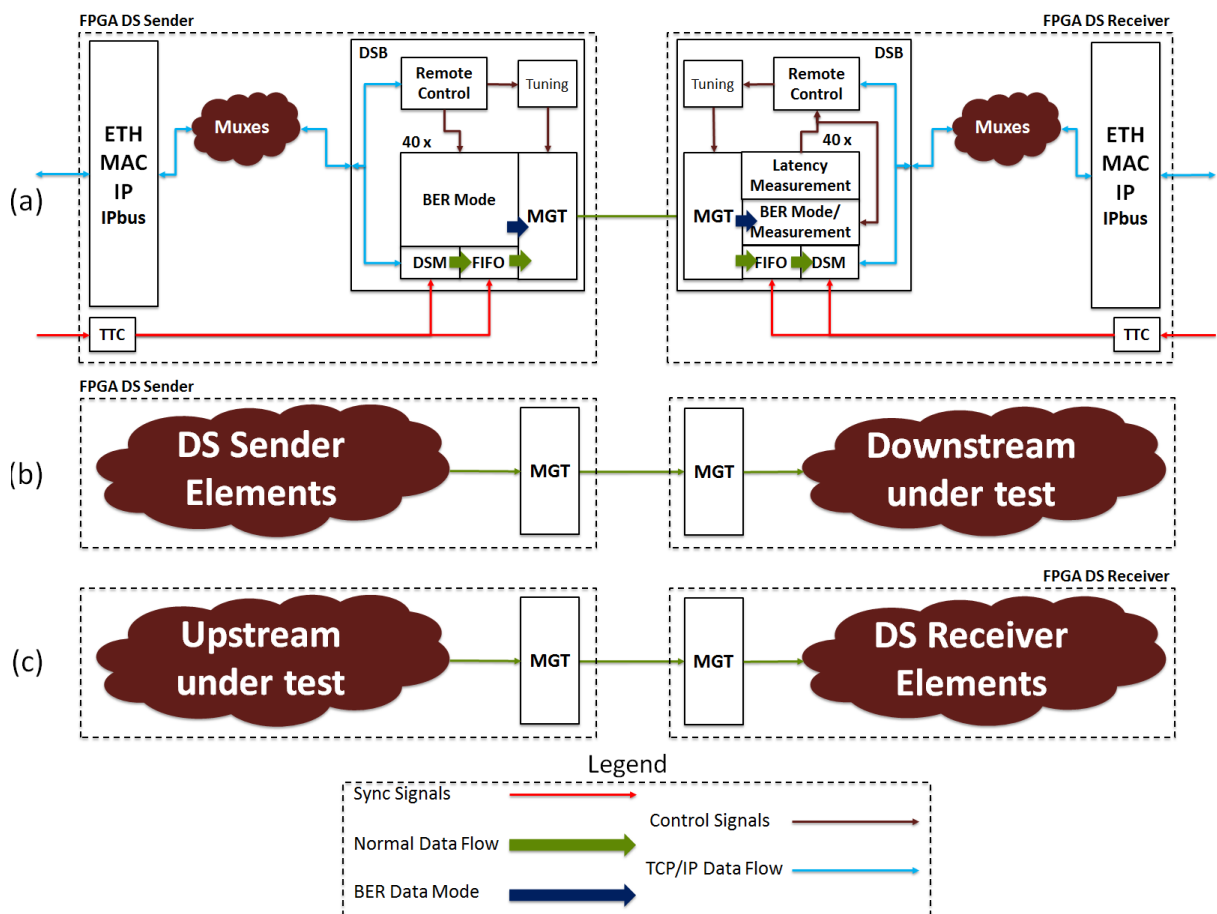 FPGA DS Sender
FPGA DS Receiver
(a)
ETH
MAC
IP
IPbus
Muxes
DSB
Remote
Control
Tuning
40 x
BER Mode
MGT
DSM
FIFO
TTC
DSB
Tuning
Remote
Control
40 x
MGT
Latency
Measurement
BER Mode/
Measurement
FIFO
DSM
Muxes
ETH
MAC
IP
IPbus
TTC
FPGA DS Sender
(b)
DS Sender
Elements
MGT
MGT
Downstream
under test
FPGA DS Receiver
(c)
Upstream
under test
MGT
MGT
DS Receiver
Elements
Legend
Sync Signals
Control Signals
Normal Data Flow
TCP/IP Data Flow
BER Data Mode